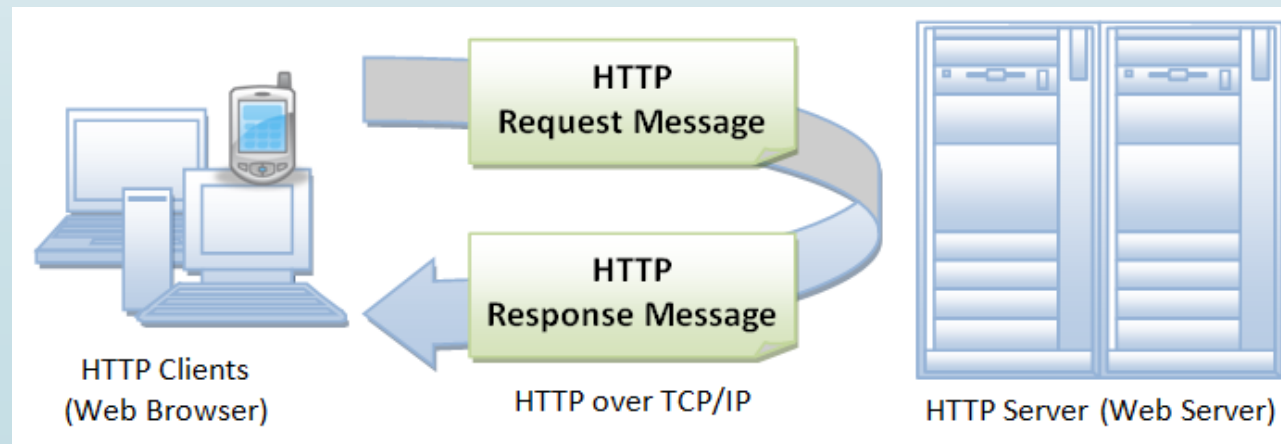 HTTP
Request Message
HTTP
Response Message
HTTP Clients
(Web Browser)
HTTP over TCP/IP
HTTP Server (Web Server)